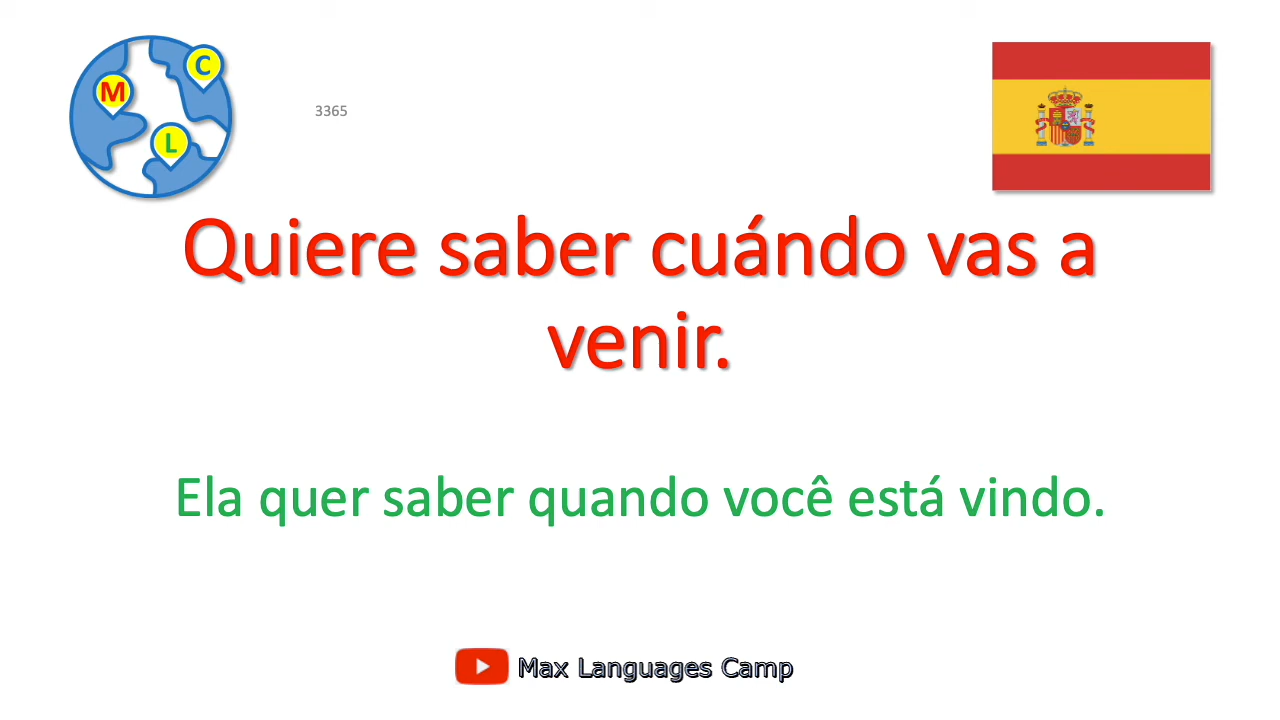 M
C
L
3365
Quiere saber cuándo vas a
venir.
Ela quer saber quando você está vindo.
Max Languages Camp